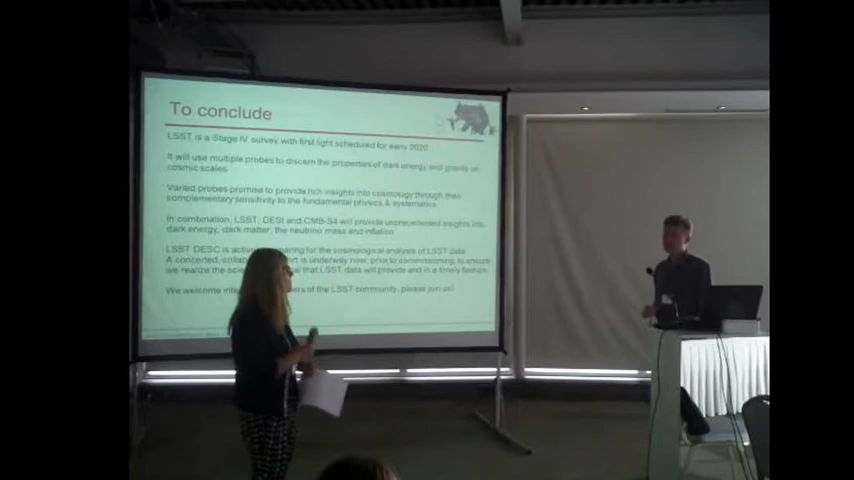 To conclude
LSST is a Stage IV survey with first light scheduled for early 2020
It will use multiple probes to discern the properties of dark energy and gravity on
cosmic scales
Varied probes promise to provide rich insights into cosmology through their
complementary sensitivity to the fundamental physics & systematics
In combination, LSST, DESI and CMB-S4 will provide unprecedented insights into
dark energy, dark matter, the neutrino mass and inflation
LSST DESC is preparing for the cosmological analysis of LSST data
A concerted, is underway now, prior to commissioning, to ensure
we realize the that LSST data will provide and in a timely fashion
We welcome of the LSST community, please join us!